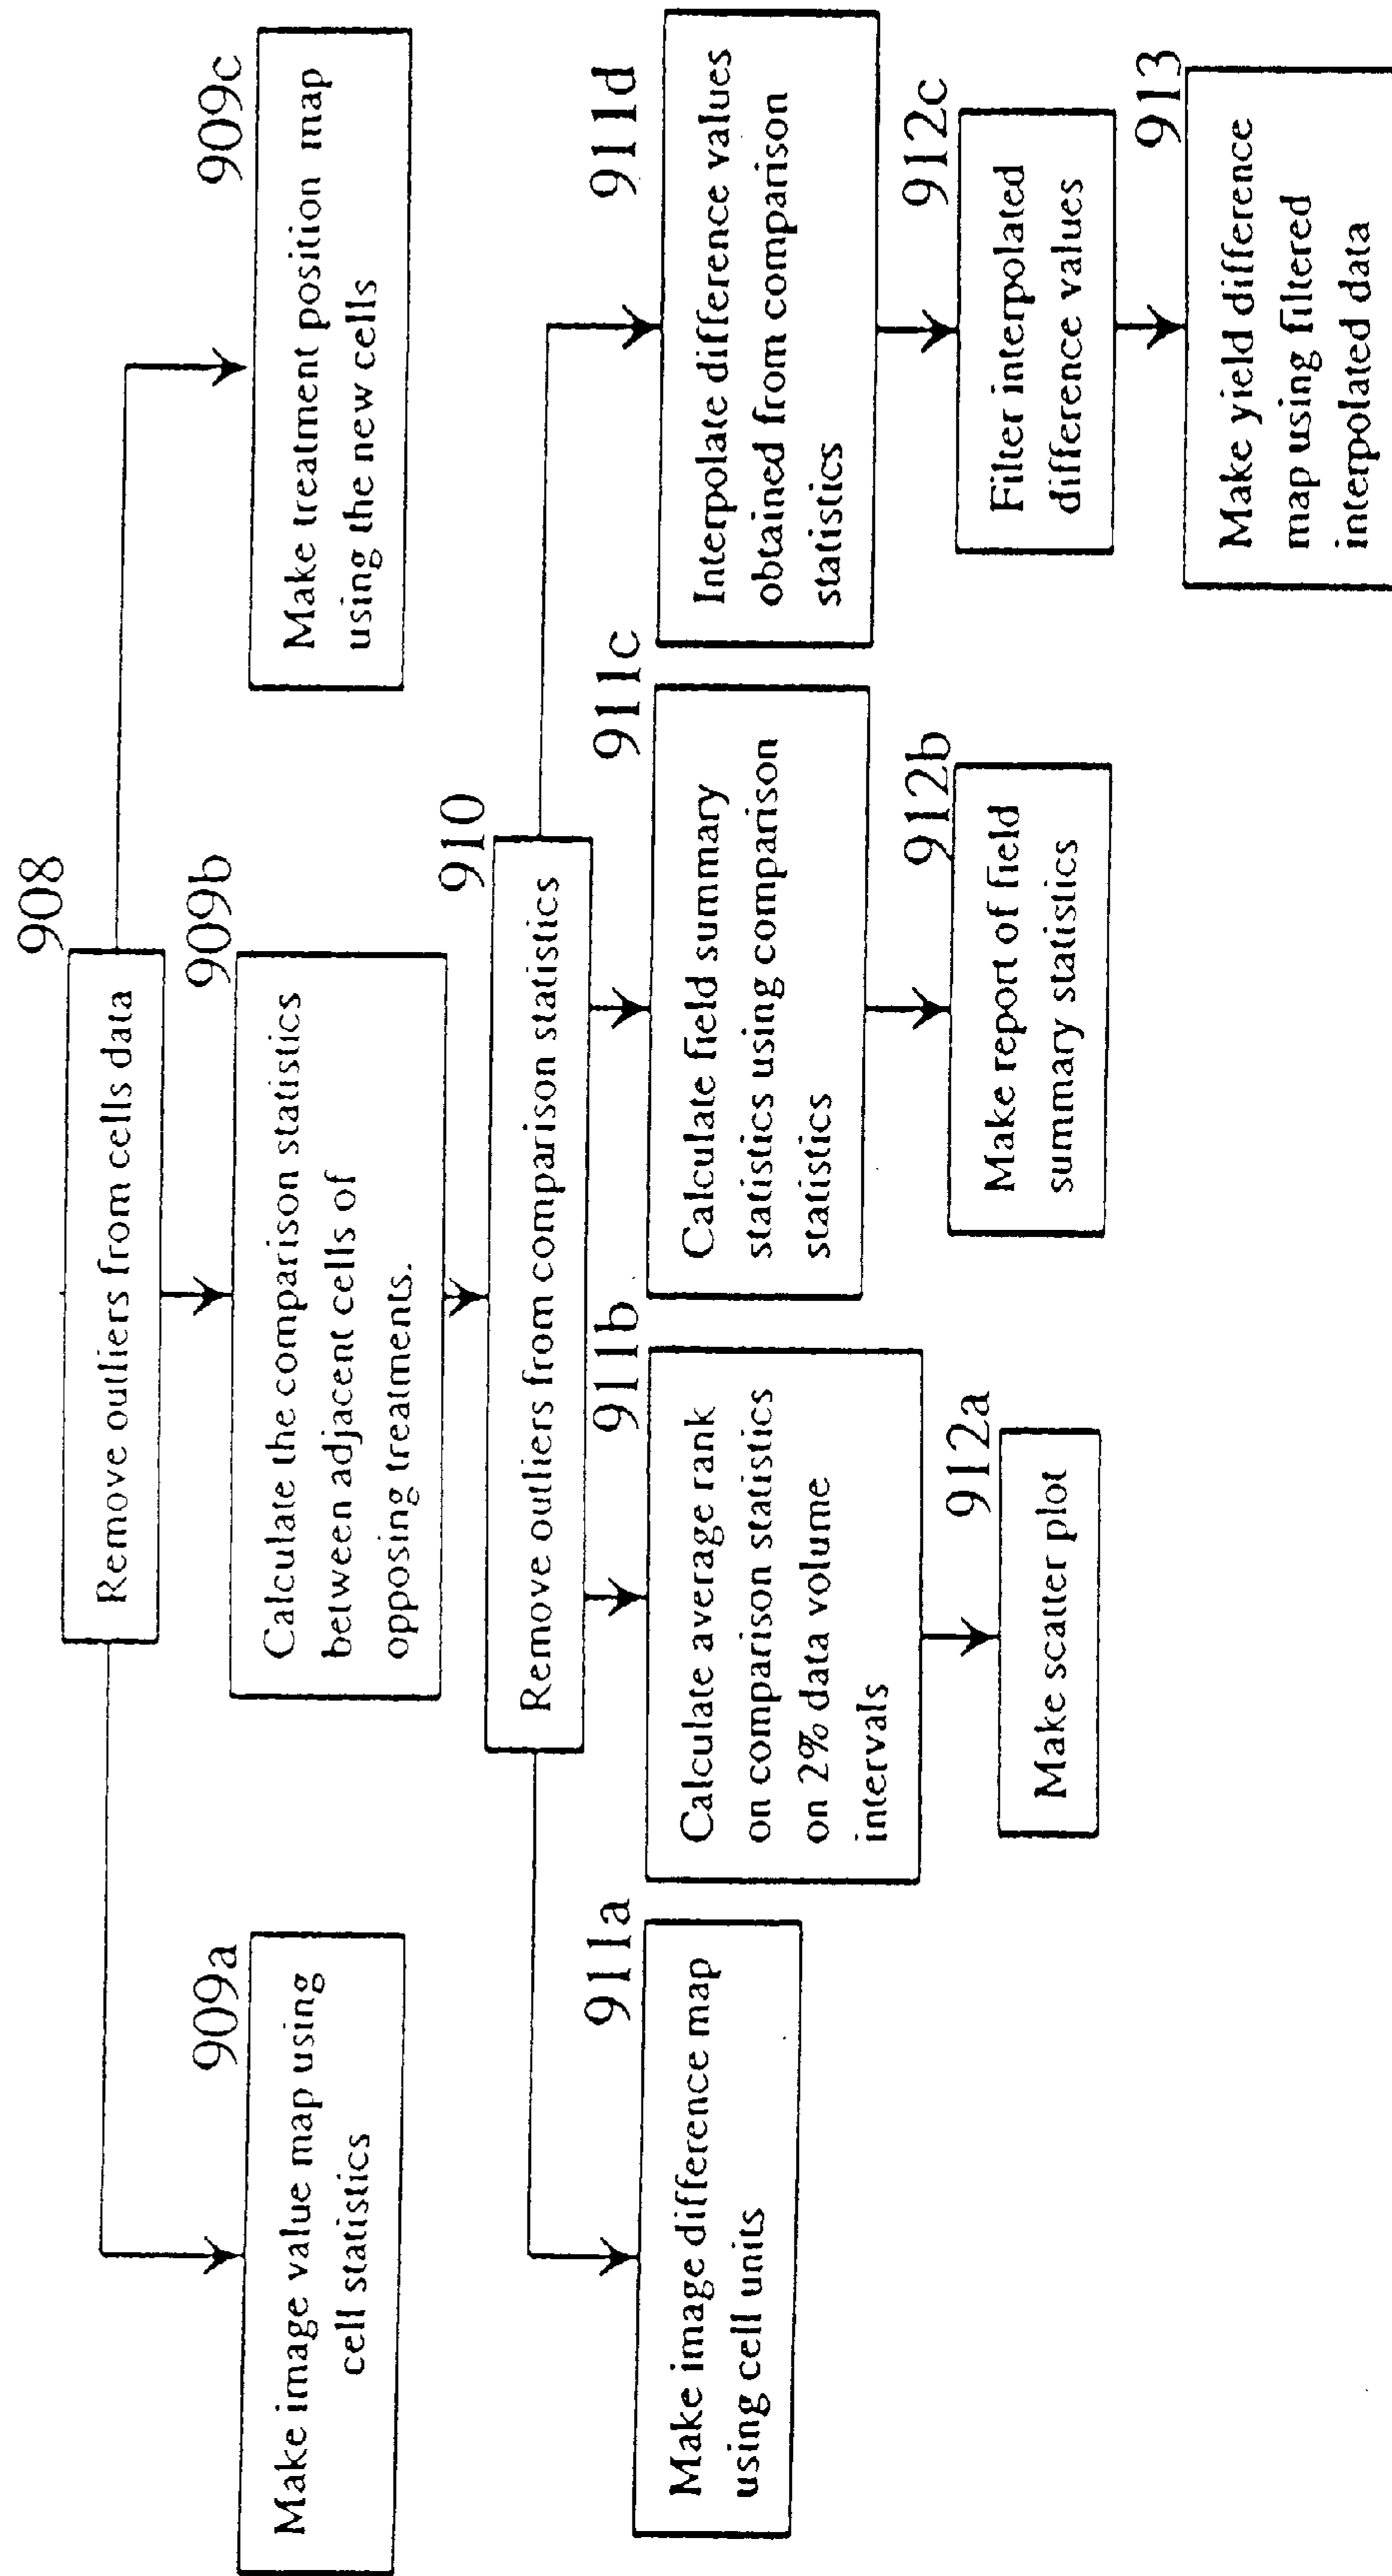 908
Remove outliers from cells data
909a
Make image value map using
cell statistics
909b
Calculate the comparison statistics
between adjacent cells of
opposing treatments.
909c
Make treatment position map
using the new cells
910
Remove outliers from comparison statistics
911a
Make image difference map
using cell units
911b
Calculate average rank
on comparison statistics
on 2% data volume
intervals
911c
Calculate field summary
statistics using comparison
statistics
911d
Interpolate difference values
obtained from comparison
statistics
912a
Make scatter plot
912b
Make report of field
summary statistics
912c
Filter interpolated
difference values
913
Make yield difference
map using filtered
interpolated data